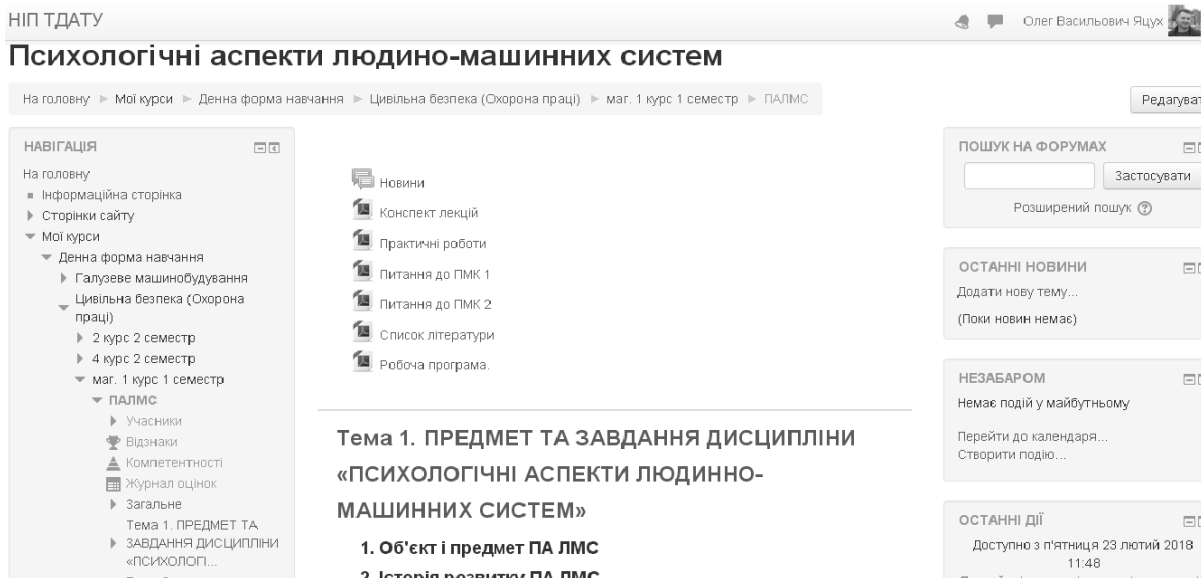 НІП ТДАТУ
Олег Васильович Яцух
Психологічні аспекти людино-машинних систем
На головну ► Мої курси ► Денна форма навчання ► Цивільна безпека (Охорона праці) ► маг. 1 курс 1 семестр ► ПАЛМС
Редагуват
НАВІГАЦІЯ
На головну
Інформаційна сторінка
Сторінки сайту
Мої курси
Денна форма навчання
Галузеве машинобудування
Цивільна безпека (Охорона
праці)
2 курс 2 семестр
4 курс 2 семестр
маг. 1 курс 1 семестр
ПАЛМС
Учасники
Відзнаки
Компетентності
Журнал оцінок
Загальне
Тема 1. ПРЕДМЕТ ТА
ЗАВДАННЯ ДИСЦИПЛІНИ
«ПСИХОЛОГІ...
Новини
Конспект лекцій
Практичні роботи
Питання до ПМК 1
Питання до ПМК 2
Список літератури
Робоча програма.
Тема 1. ПРЕДМЕТ ТА ЗАВДАННЯ ДИСЦИПЛІНИ
«ПСИХОЛОГІЧНІ АСПЕКТИ ЛЮДИННО-
МАШИННИХ СИСТЕМ»
1. Об'єкт і предмет ПА ЛМС
2. Історія розвитку ПА ЛМС
ПОШУК НА ФОРУМАХ
Застосувати
Розширений пошук
ОСТАННІ НОВИНИ
Додати нову тему...
(Поки новин немає)
НЕЗАБАРОМ
Немає подій у майбутньому
Перейти до календаря...
Створити подію...
ОСТАННІ ДІЇ
Доступно з п'ятниця 23 лютий 2018
11:48